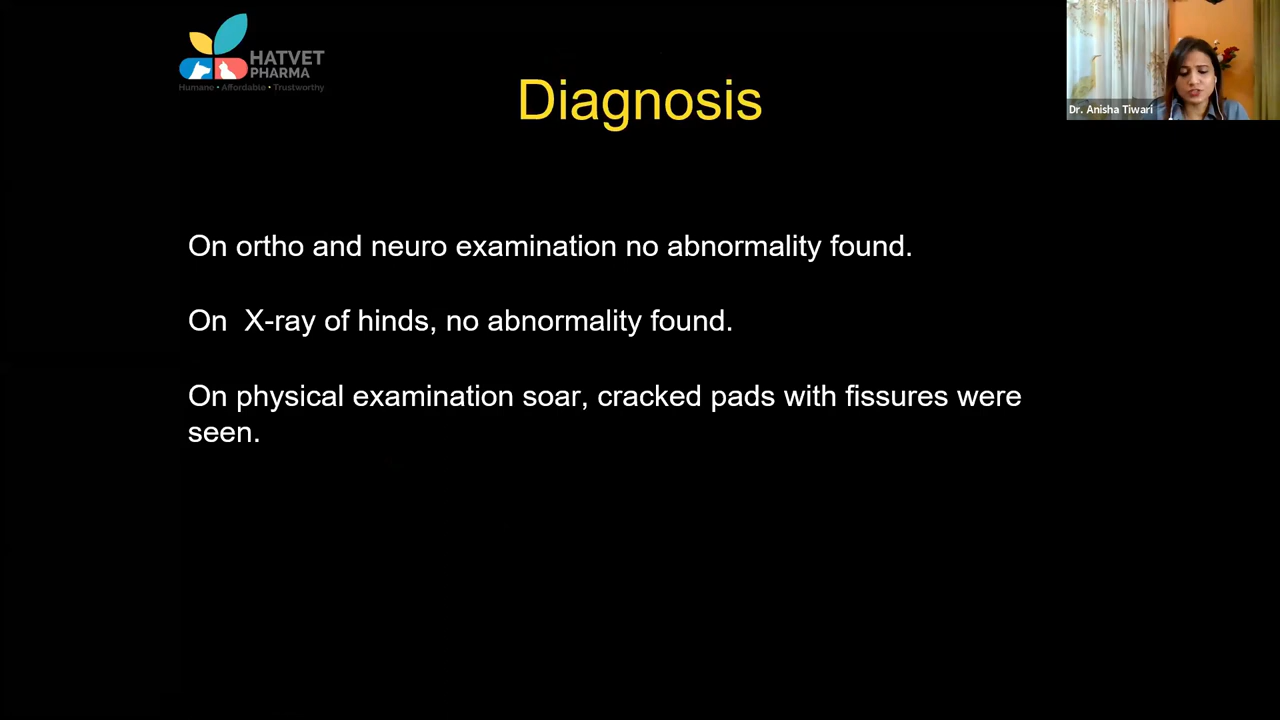 HATVET
PHARMA
Humane • Affordable • Trustworthy
Diagnosis
Dr. Anisha Tiwari
On ortho and neuro examination no abnormality found.
On X-ray of hinds, no abnormality found.
On physical examination soar, cracked pads with fissures were
seen.